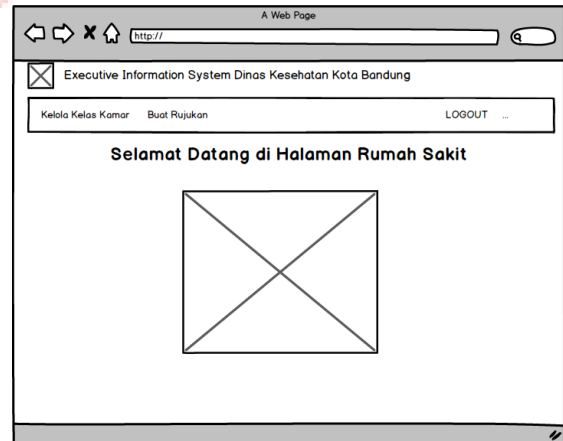 A Web Page
http://
Executive Information System Dinas Kesehatan Kota Bandung
Kelola Kelas Kamar Buat Rujukan LOGOUT ...
Selamat Datang di Halaman Rumah Sakit